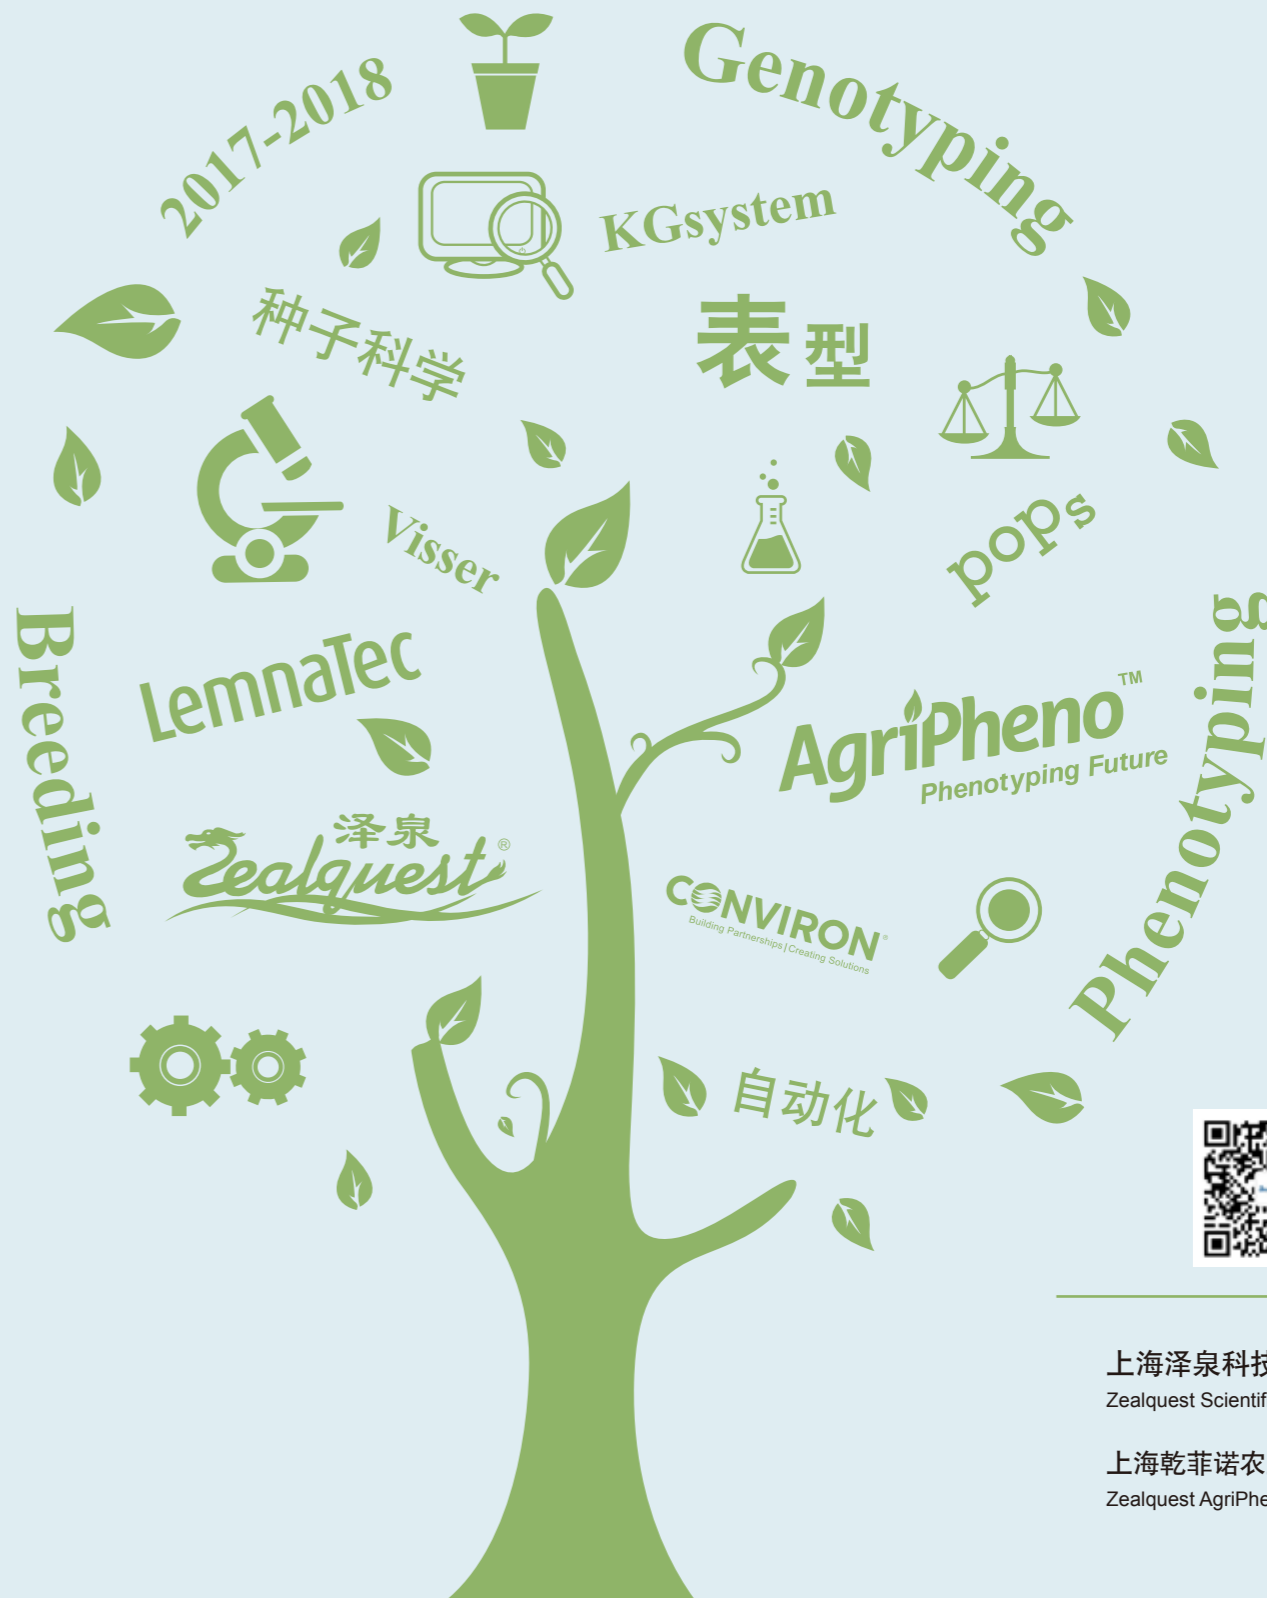 2017-2018
Genotyping
KGsystem
种子科学
表型
Visser
pops
Breeding
LemnaTec
AgriPheno™
Phenotyping Future
Phenotyping
泽泉
Zealquest®
CONVIRON®
Building Partnerships | Creating Solutions
自动化
上海泽泉科技
Zealquest Scientif
上海乾菲诺农
Zealquest AgriPhe